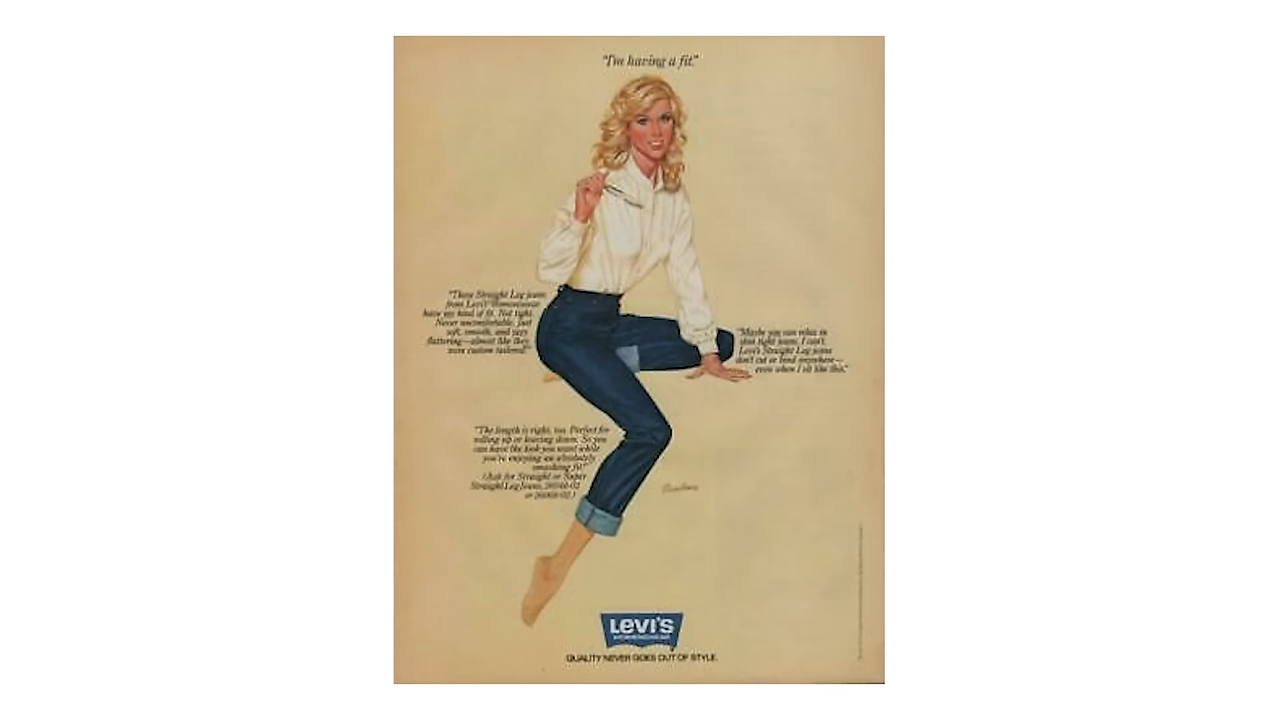 "I'm having a fit."
"These Straight Leg jeans
from Levi's Womenswear
have my kind of fit. Not tight.
Never uncomfortable. Just
soft, smooth, and very
flattering—almost like they
were custom tailored."
"Maybe you can relax in
skin tight jeans. I can't.
Levi's Straight Leg jeans
don't cut or bind anywhere—
even when I sit like this."
"The length is right, too. Perfect for
rolling up or leaving down. So you
can have the look you want while
you're enjoying an absolutely
smashing fit!"
(Ask for Straight or Super
Straight Leg Jeans,
LEVI'S
WOMENSWEAR
QUALITY NEVER GOES OUT OF STYLE.